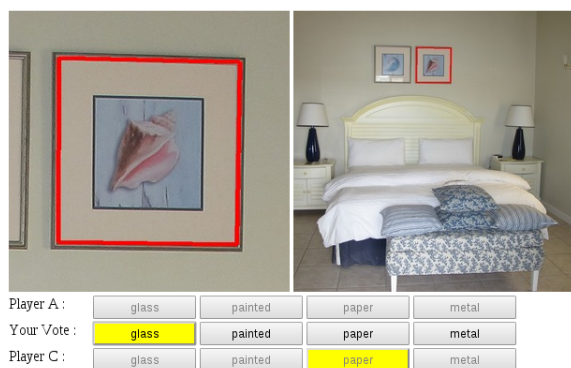 Player A : glass painted paper metal
Your Vote : glass painted paper metal
Player C : glass painted paper metal